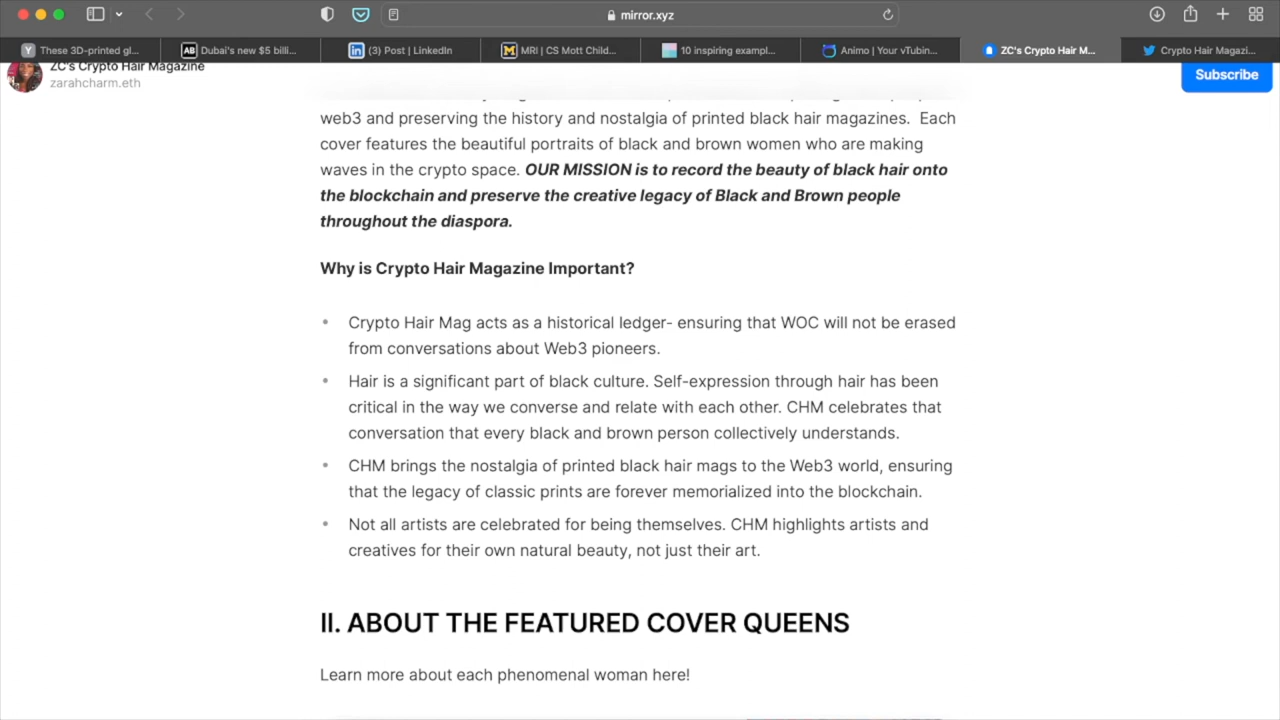 mirror.xyz
These 3D-printed gl...
Dubai's new $5 billi...
(3) Post | LinkedIn
MRI | CS Mott Child...
10 inspiring exampl...
Animo | Your vTubin...
ZC's Crypto Hair M...
Crypto Hair Magazi...
ZC's Crypto Hair Magazine
zarahcharm.eth
Subscribe
web3 and preserving the history and nostalgia of printed black hair magazines.  Each
cover features the beautiful portraits of black and brown women who are making
waves in the crypto space. OUR MISSION is to record the beauty of black hair onto
the blockchain and preserve the creative legacy of Black and Brown people
throughout the diaspora.
Why is Crypto Hair Magazine Important?
• Crypto Hair Mag acts as a historical ledger- ensuring that WOC will not be erased
from conversations about Web3 pioneers.
• Hair is a significant part of black culture. Self-expression through hair has been
critical in the way we converse and relate with each other. CHM celebrates that
conversation that every black and brown person collectively understands.
• CHM brings the nostalgia of printed black hair mags to the Web3 world, ensuring
that the legacy of classic prints are forever memorialized into the blockchain.
• Not all artists are celebrated for being themselves. CHM highlights artists and
creatives for their own natural beauty, not just their art.
II. ABOUT THE FEATURED COVER QUEENS
Learn more about each phenomenal woman here!